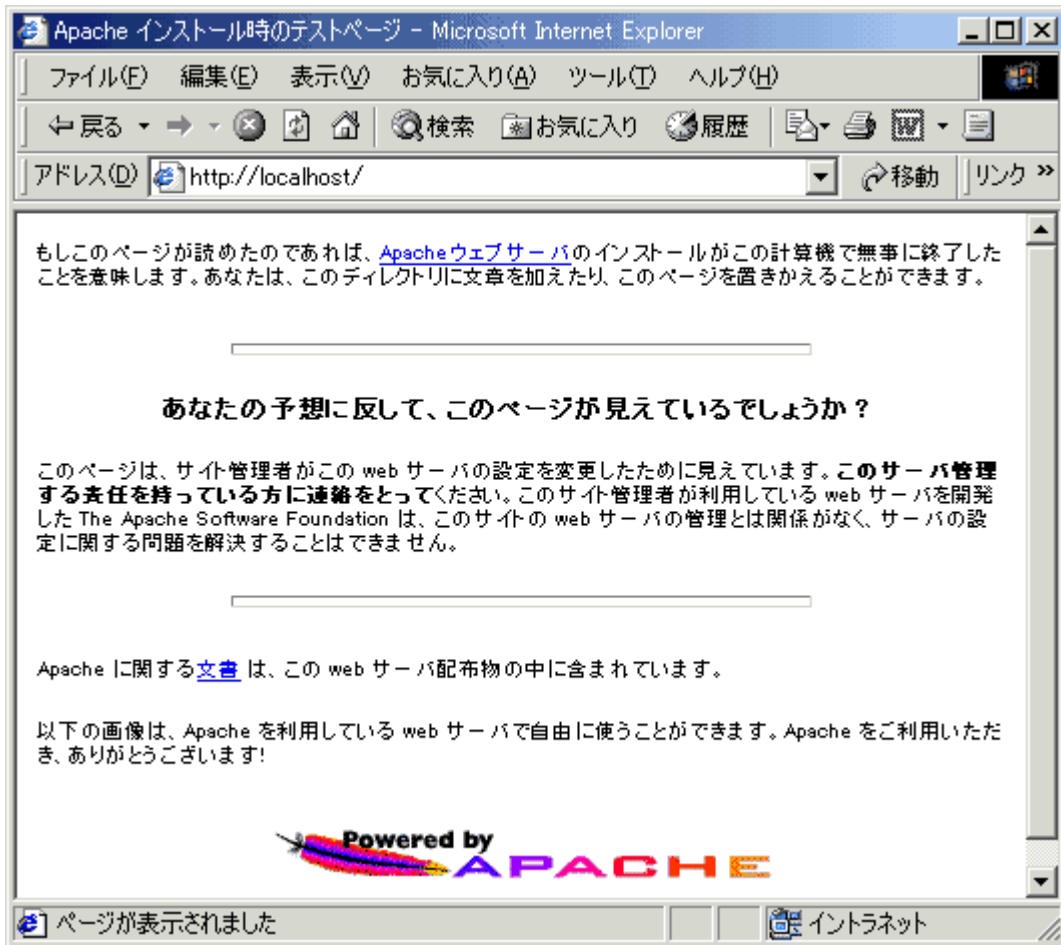 Apache インストール時のテストページ - Microsoft Internet Explorer
ファイル(F) 編集(E) 表示(V) お気に入り(A) ツール(T) ヘルプ(H)
戻る 検索 お気に入り 履歴
アドレス(D) http://localhost/ 移動 リンク »
もしこのページが読めたのであれば、Apacheウェブサーバのインストールがこの計算機で無事に終了した
ことを意味します。あなたは、このディレクトリに文章を加えたり、このページを置きかえることができます。
あなたの予想に反して、このページが見えているでしょうか?
このページは、サイト管理者がこの web サーバの設定を変更したために見えています。このサーバ管理
する責任を持っている方に連絡をとってください。このサイト管理者が利用している web サーバを開発
した The Apache Software Foundation は、このサイトの web サーバの管理とは関係がなく、サーバの設
定に関する問題を解決することはできません。
Apache に関する文書 は、この web サーバ配布物の中に含まれています。
以下の画像は、Apache を利用している web サーバで自由に使うことができます。Apache をご利用いただ
き、ありがとうございます!
Powered by
APACHE
ページが表示されました イントラネット